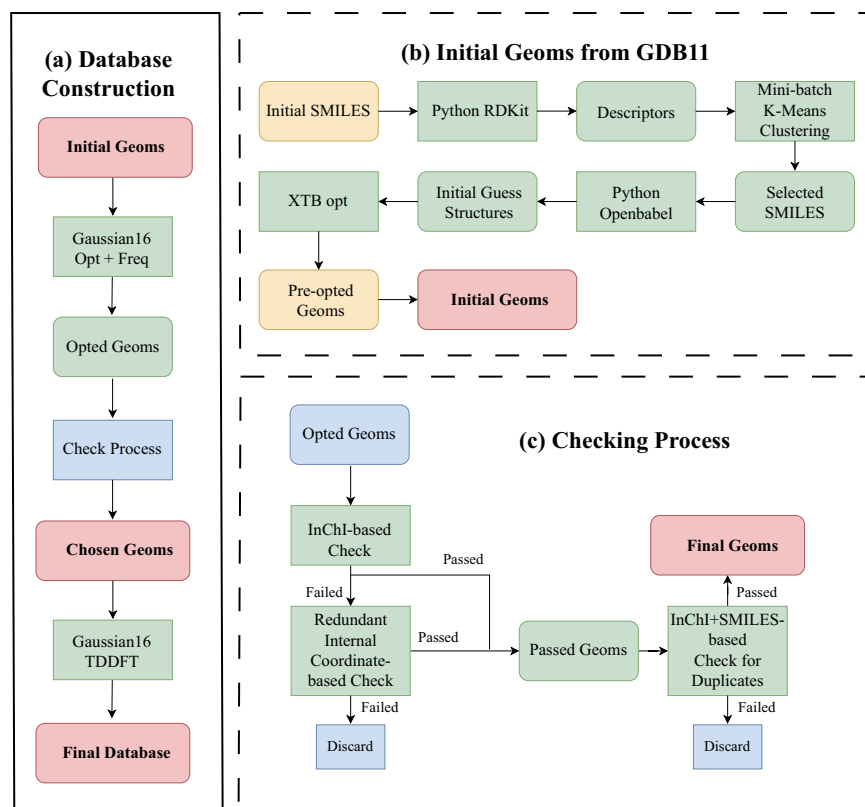 (a) Database
Construction
Initial Geoms
Gaussian16
Opt + Freq
Opted Geoms
Check Process
Chosen Geoms
Gaussian16
TDDFT
Final Database
(b) Initial Geoms from GDB11
Initial SMILES
Python RDKit
Descriptors
Mini-batch
K-Means
Clustering
XTB opt
Initial Guess
Structures
Python
Openbabel
Selected
SMILES
Pre-opted
Geoms
Initial Geoms
(c) Checking Process
Opted Geoms
InChI-based
Check
Passed
Failed
Redundant
Internal
Coordinate-
based Check
Passed
Failed
Discard
Passed Geoms
Final Geoms
Passed
InChI+SMILES-
based
Check for
Duplicates
Failed
Discard